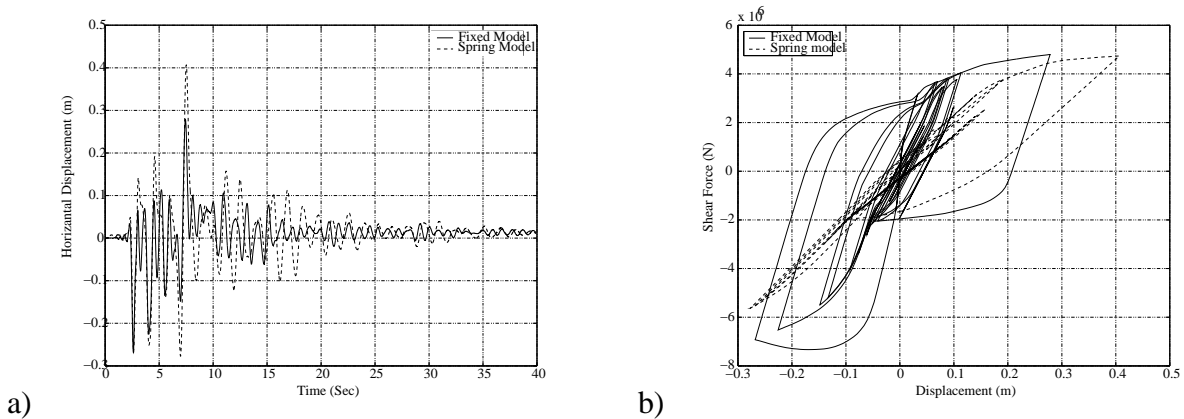 0.5
0.4
0.3
0.2
0.1
0
−0.1
−0.2
−0.3
0 5 10 15 20 25 30 35 40
Horizantal Displacement (m)
Time (Sec)
Fixed Model
Spring Model
a)
x 10
6
6
4
2
0
−2
−4
−6
−8
−0.3 −0.2 −0.1 0 0.1 0.2 0.3 0.4 0.5
Shear Force (N)
Displacement (m)
Fixed Model
Spring model
b)